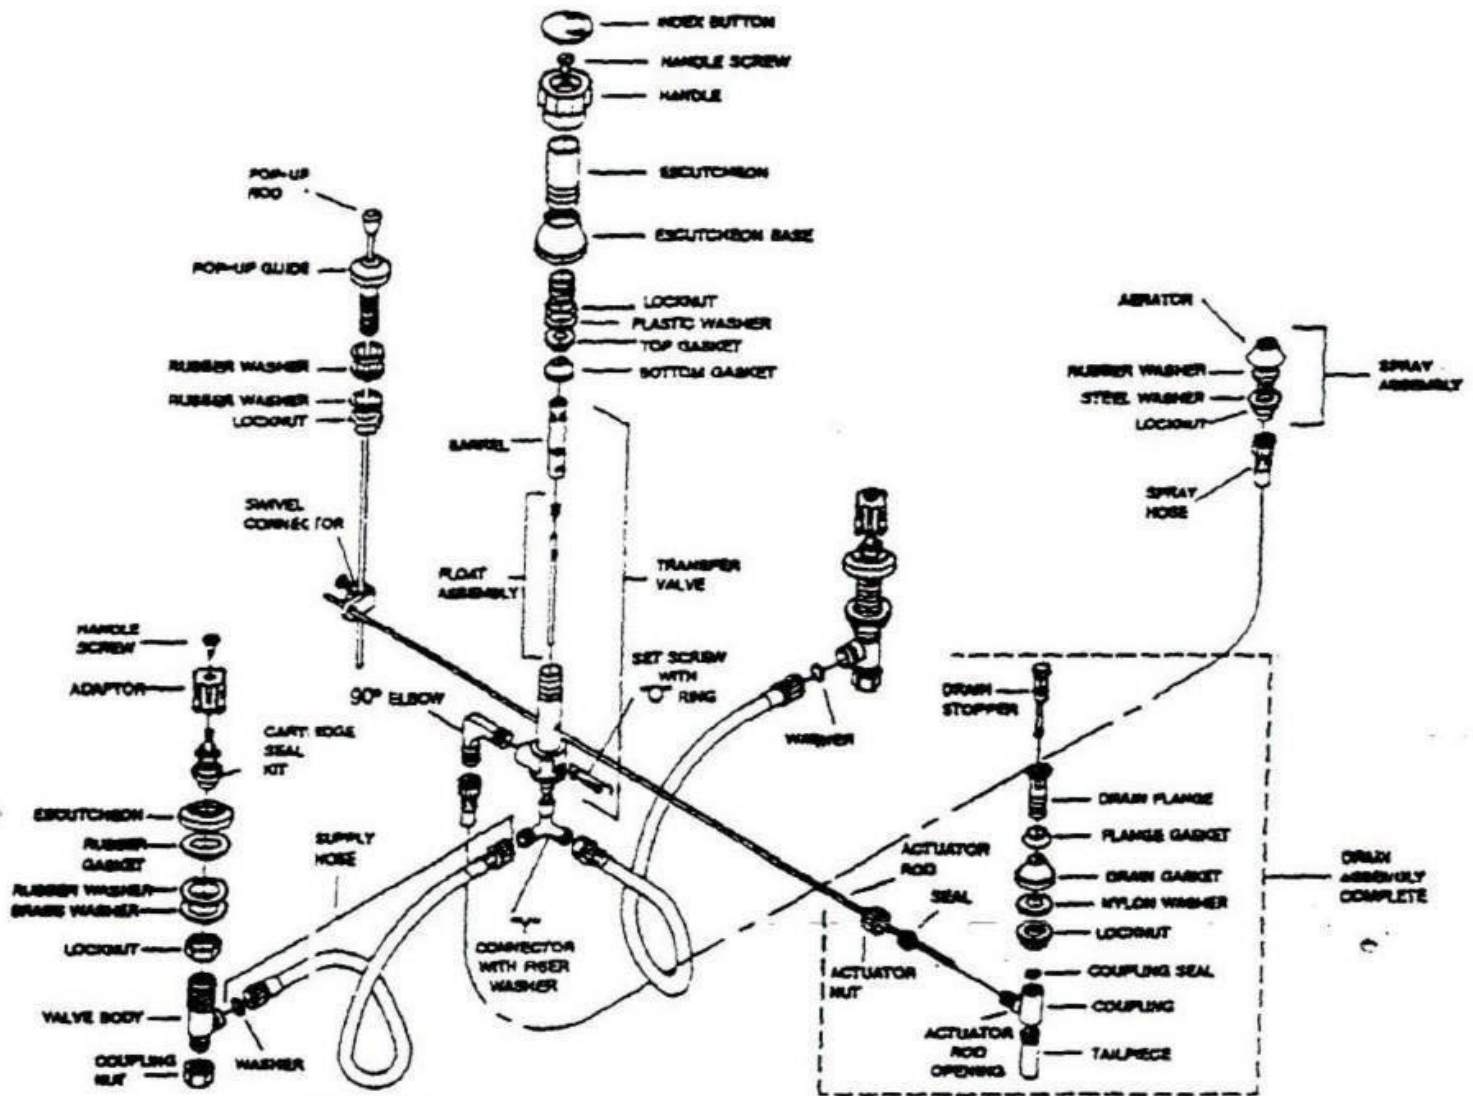 INDEX BUTTON
HANDLE SCREW
HANDLE
ESCUTCHEON
ESCUTCHEON BASE
LOCKNUT
PLASTIC WASHER
TOP GASKET
BOTTOM GASKET
BARREL
FLOAT
ASSEMBLY
TRANSFER
VALVE
SET SCREW
WITH
"O" RING
90° ELBOW
POP-UP
ROD
POP-UP GUIDE
RUBBER WASHER
RUBBER WASHER
LOCKNUT
SWIVEL
CONNECTOR
HANDLE
SCREW
ADAPTOR
CARTRIDGE
SEAL
KIT
ESCUTCHEON
RUBBER
GASKET
RUBBER WASHER
BRASS WASHER
LOCKNUT
VALVE BODY
COUPLING
NUT
WASHER
SUPPLY
HOSE
CONNECTOR
WITH FIBER
WASHER
WASHER
AERATOR
RUBBER WASHER
STEEL WASHER
LOCKNUT
SPRAY
ASSEMBLY
SPRAY
HOSE
DRAIN
STOPPER
DRAIN FLANGE
FLANGE GASKET
DRAIN GASKET
NYLON WASHER
LOCKNUT
COUPLING SEAL
COUPLING
TAILPIECE
DRAIN
ASSEMBLY
COMPLETE
ACTUATOR
ROD
SEAL
ACTUATOR
NUT
ACTUATOR
ROD
OPENING